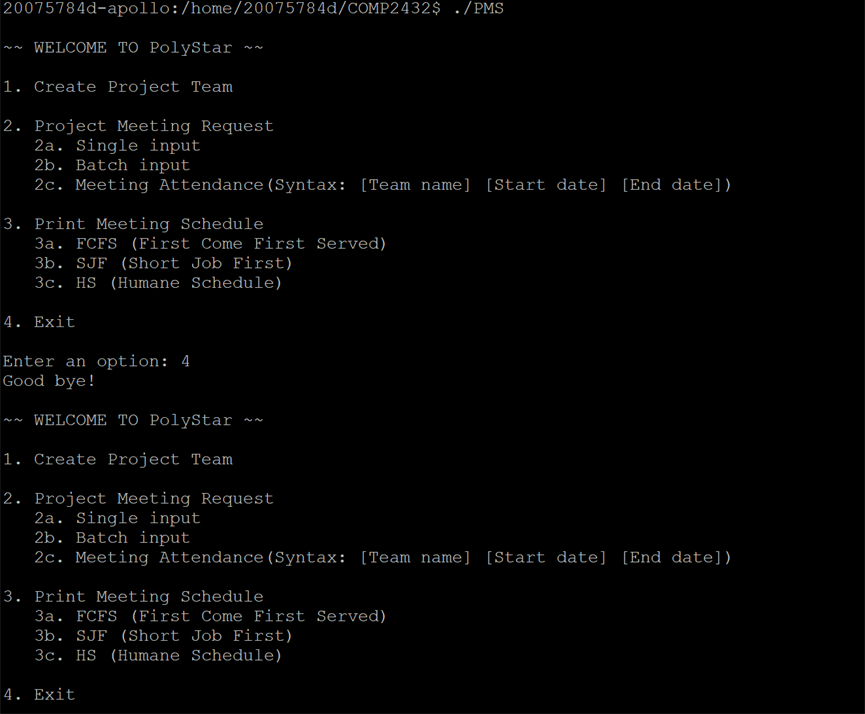 20075784d-apollo:/home/20075784d/COMP2432$ ./PMS
~~ WELCOME TO PolyStar ~~
1. Create Project Team
2. Project Meeting Request
2a. Single input
2b. Batch input
2c. Meeting Attendance(Syntax: [Team name] [Start date] [End date])
3. Print Meeting Schedule
3a. FCFS (First Come First Served)
3b. SJF (Short Job First)
3c. HS (Humane Schedule)
4. Exit
Enter an option: 4
Good bye!
~~ WELCOME TO PolyStar ~~
1. Create Project Team
2. Project Meeting Request
2a. Single input
2b. Batch input
2c. Meeting Attendance(Syntax: [Team name] [Start date] [End date])
3. Print Meeting Schedule
3a. FCFS (First Come First Served)
3b. SJF (Short Job First)
3c. HS (Humane Schedule)
4. Exit